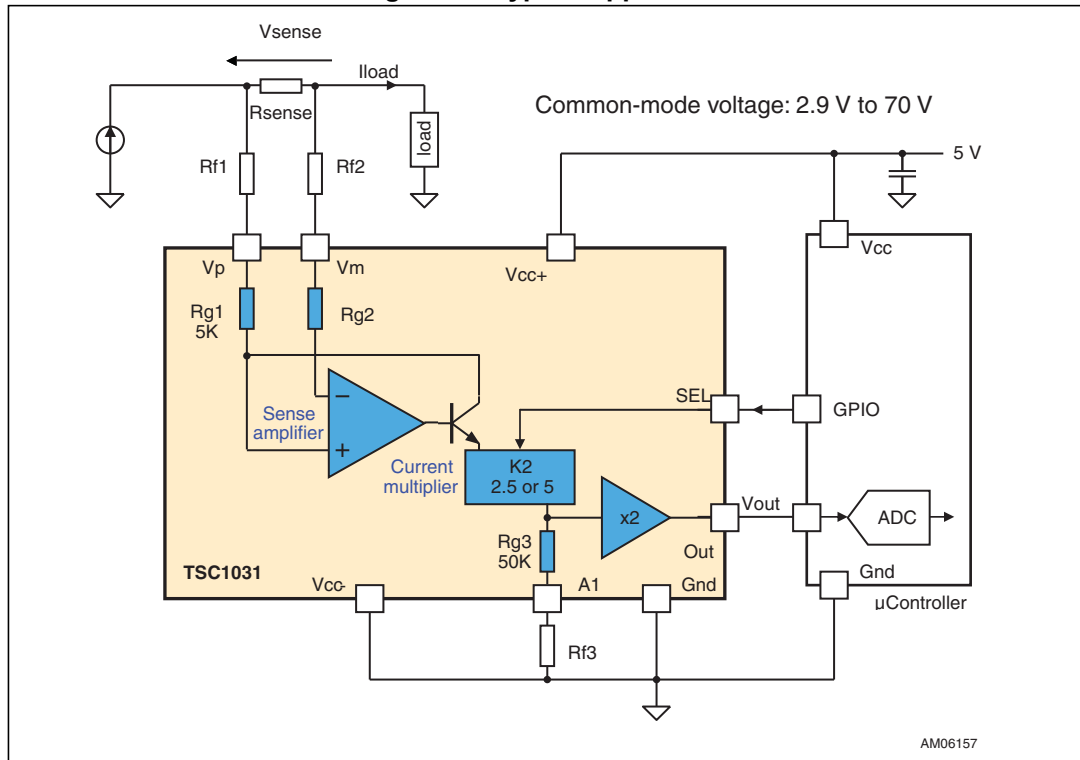 Vsense
Iload
Rsense
load
Common-mode voltage: 2.9 V to 70 V
Rf1
Rf2
5 V
Vp
Vm
Vcc+
Vcc
Rg1
5K
Rg2
SEL
GPIO
Sense
amplifier
Current
multiplier
K2
2.5 or 5
x2
Vout
ADC
Rg3
50K
Out
TSC1031
Vcc-
A1
Gnd
Gnd
µController
Rf3
AM06157